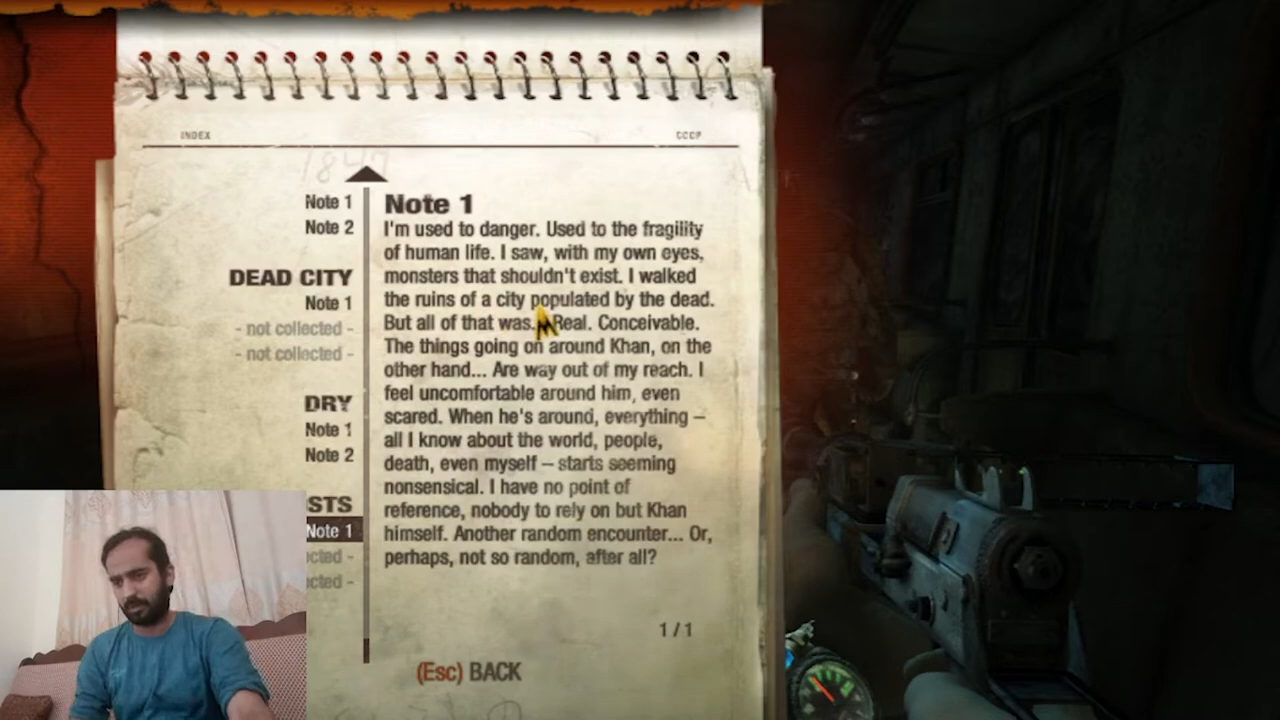 INDEX
CCCP
Note 1
Note 2
DEAD CITY
Note 1
- not collected -
- not collected -
DRY
Note 1
Note 2
STS
Note 1
cted -
cted -
Note 1
I'm used to danger. Used to the fragility
of human life. I saw, with my own eyes,
monsters that shouldn't exist. I walked
the ruins of a city populated by the dead.
But all of that was.. Real. Conceivable.
The things going on around Khan, on the
other hand... Are way out of my reach. I
feel uncomfortable around him, even
scared. When he's around, everything –
all I know about the world, people,
death, even myself – starts seeming
nonsensical. I have no point of
reference, nobody to rely on but Khan
himself. Another random encounter... Or,
perhaps, not so random, after all?
1 / 1
(Esc) BACK